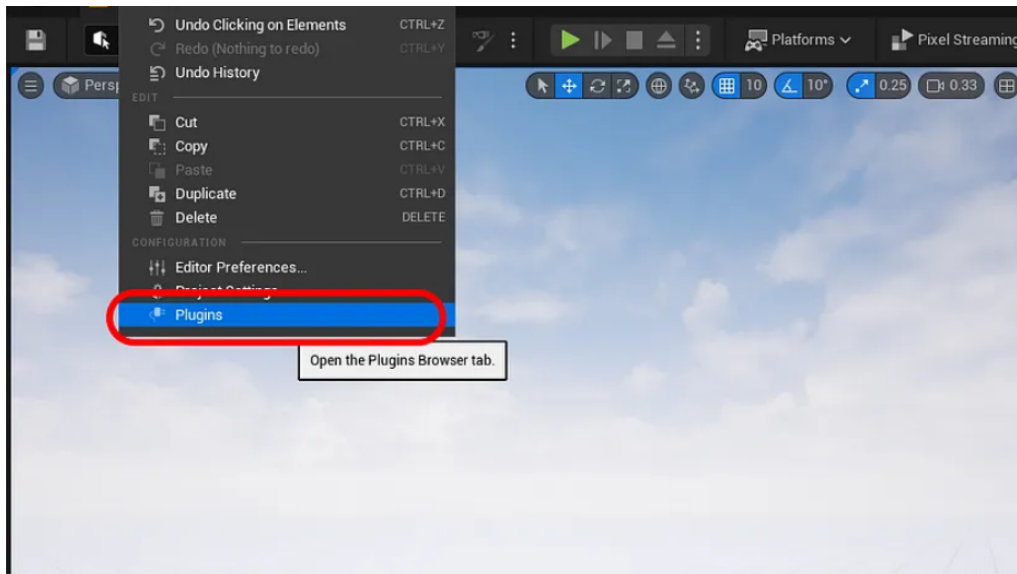 Undo Clicking on Elements CTRL+Z
Redo (Nothing to redo) CTRL+Y
Undo History
Platforms
Pixel Streaming
EDIT
10 10° 0.25 0.33
Cut CTRL+X
Copy CTRL+C
Paste CTRL+V
Duplicate CTRL+D
Delete DELETE
CONFIGURATION
Editor Preferences...
Project Settings
Plugins
Open the Plugins Browser tab.